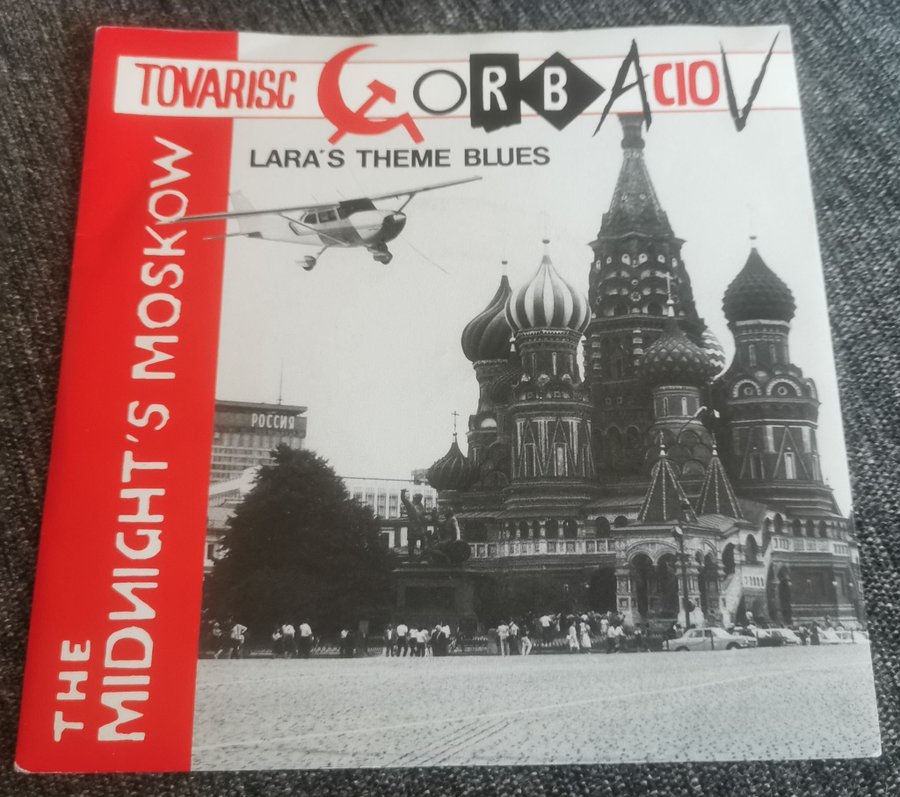 TOVARISC GORBACIOV
LARA'S THEME BLUES
THE MIDNIGHT'S MOSKOW
РОССИЯ